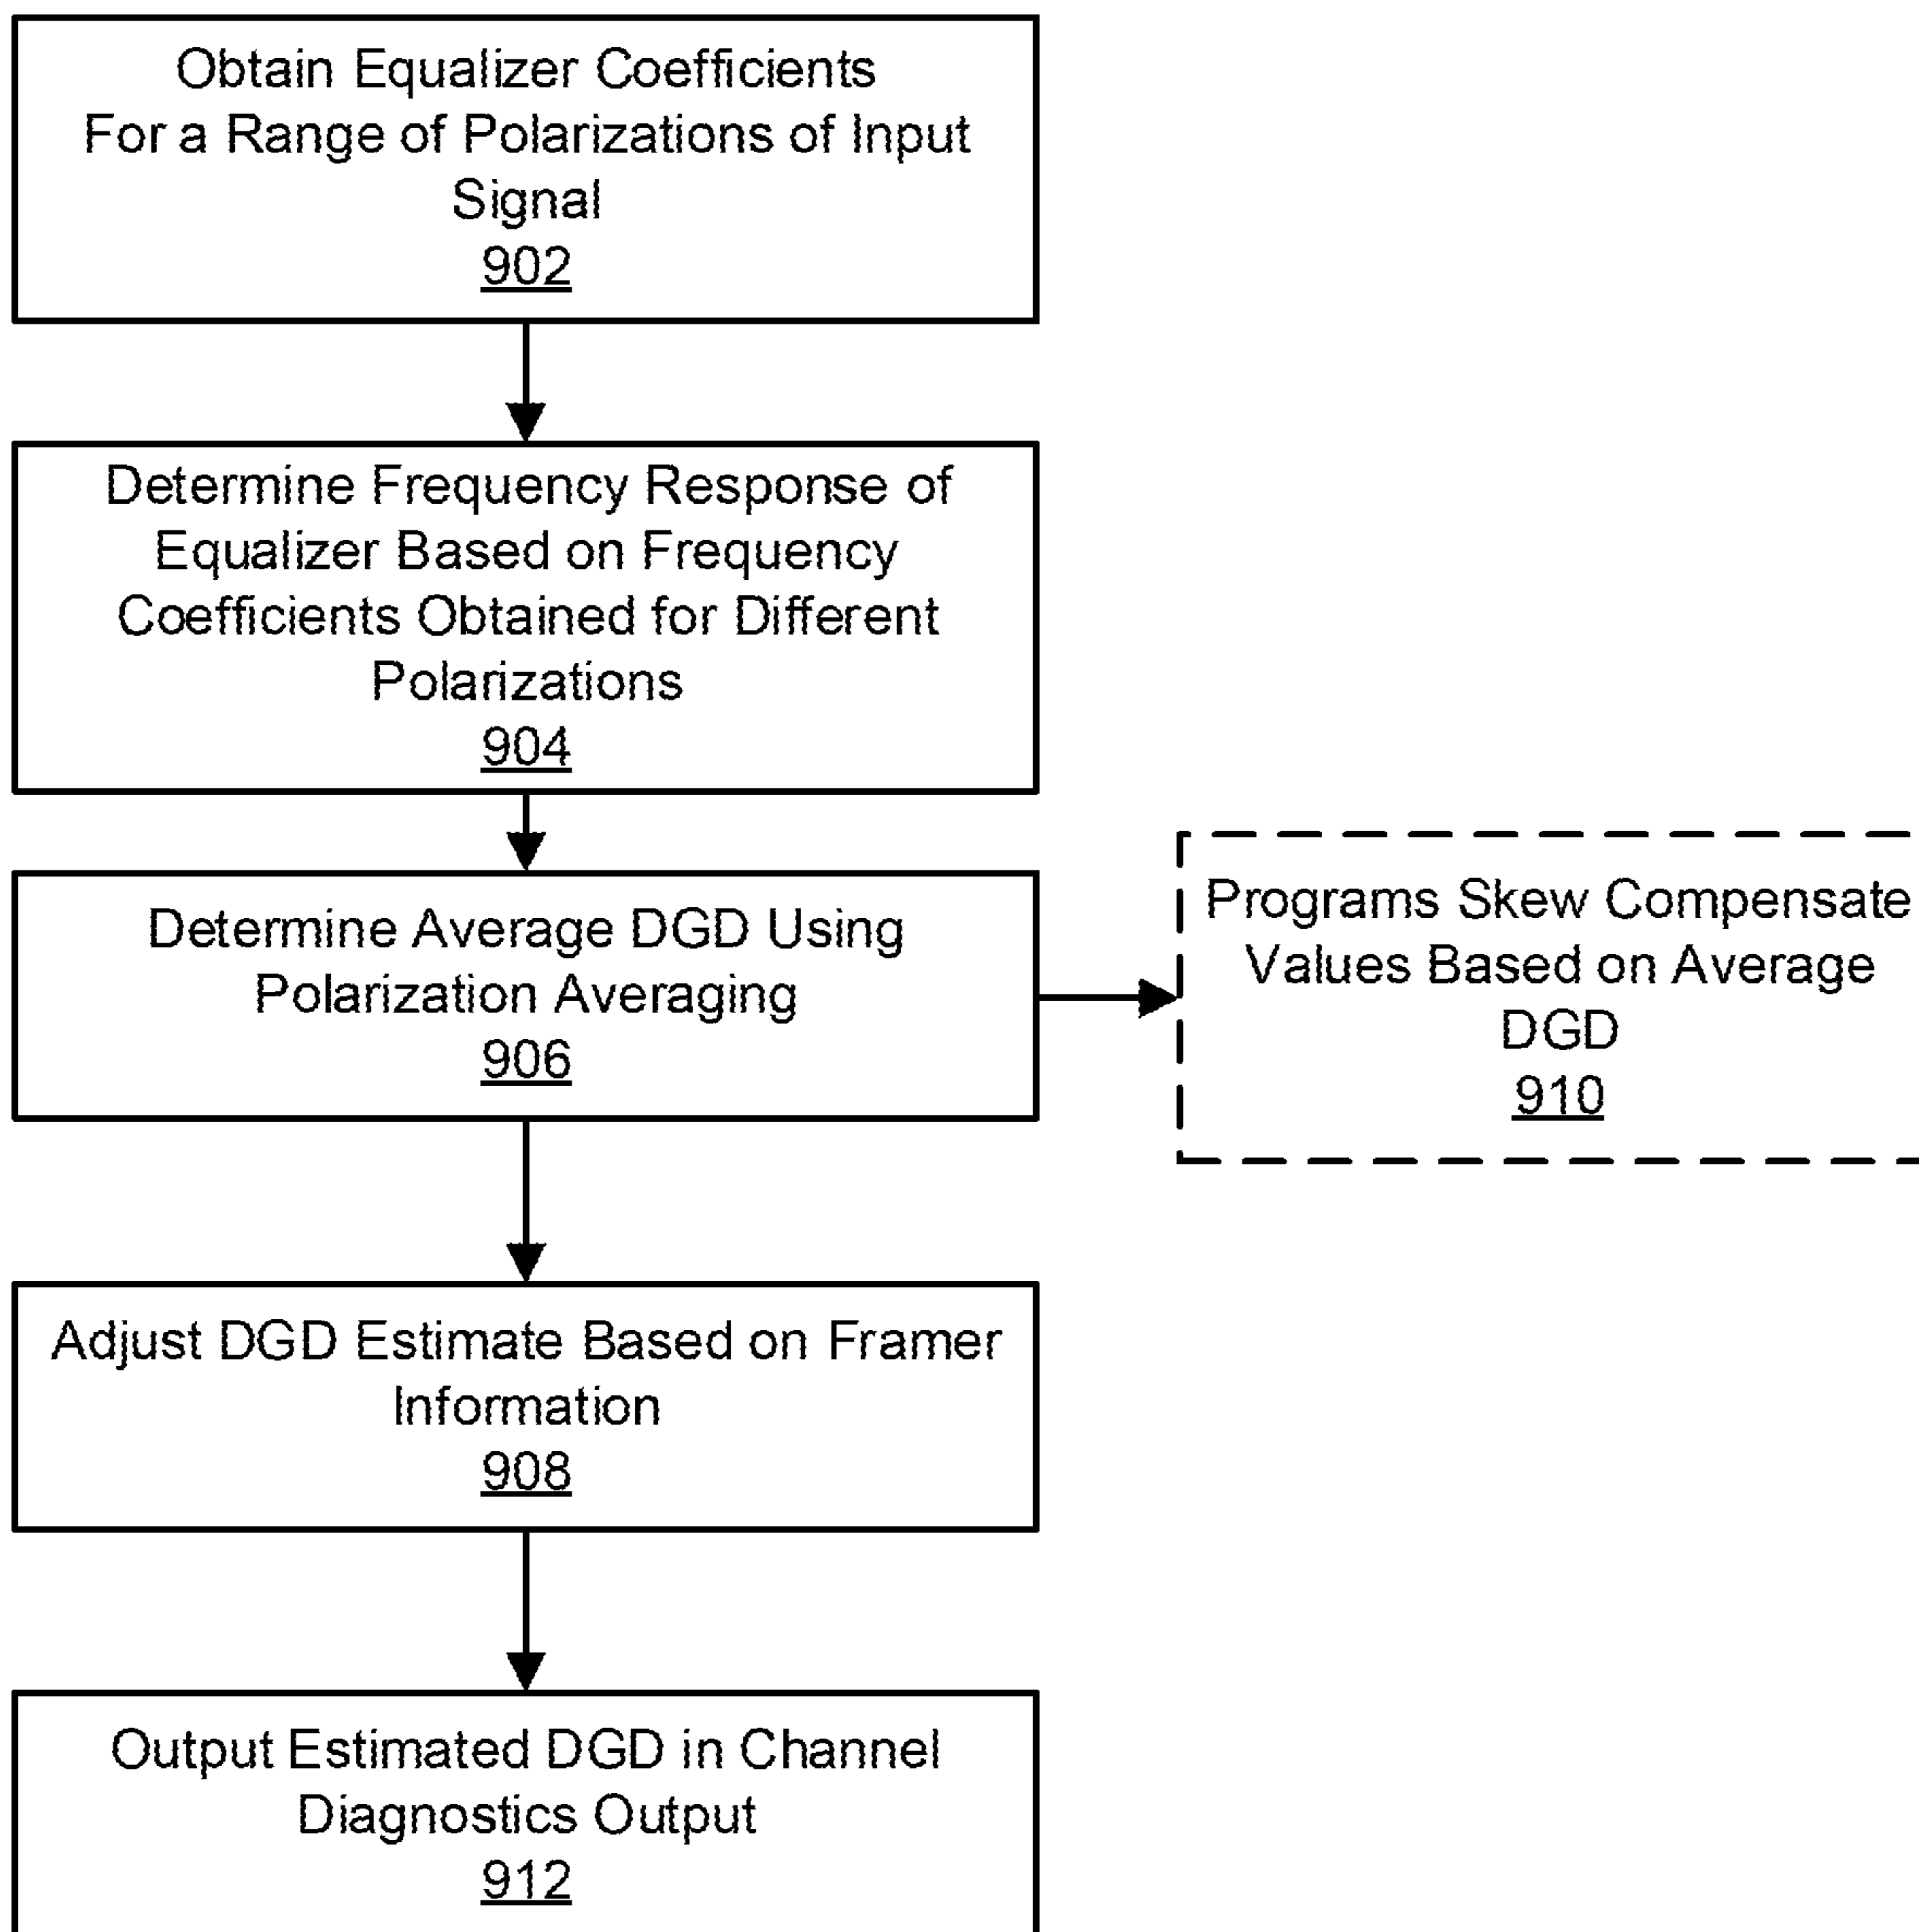 Obtain Equalizer Coefficients
For a Range of Polarizations of Input
Signal
902
Determine Frequency Response of
Equalizer Based on Frequency
Coefficients Obtained for Different
Polarizations
904
Determine Average DGD Using
Polarization Averaging
906
Programs Skew Compensate
Values Based on Average
DGD
910
Adjust DGD Estimate Based on Framer
Information
908
Output Estimated DGD in Channel
Diagnostics Output
912